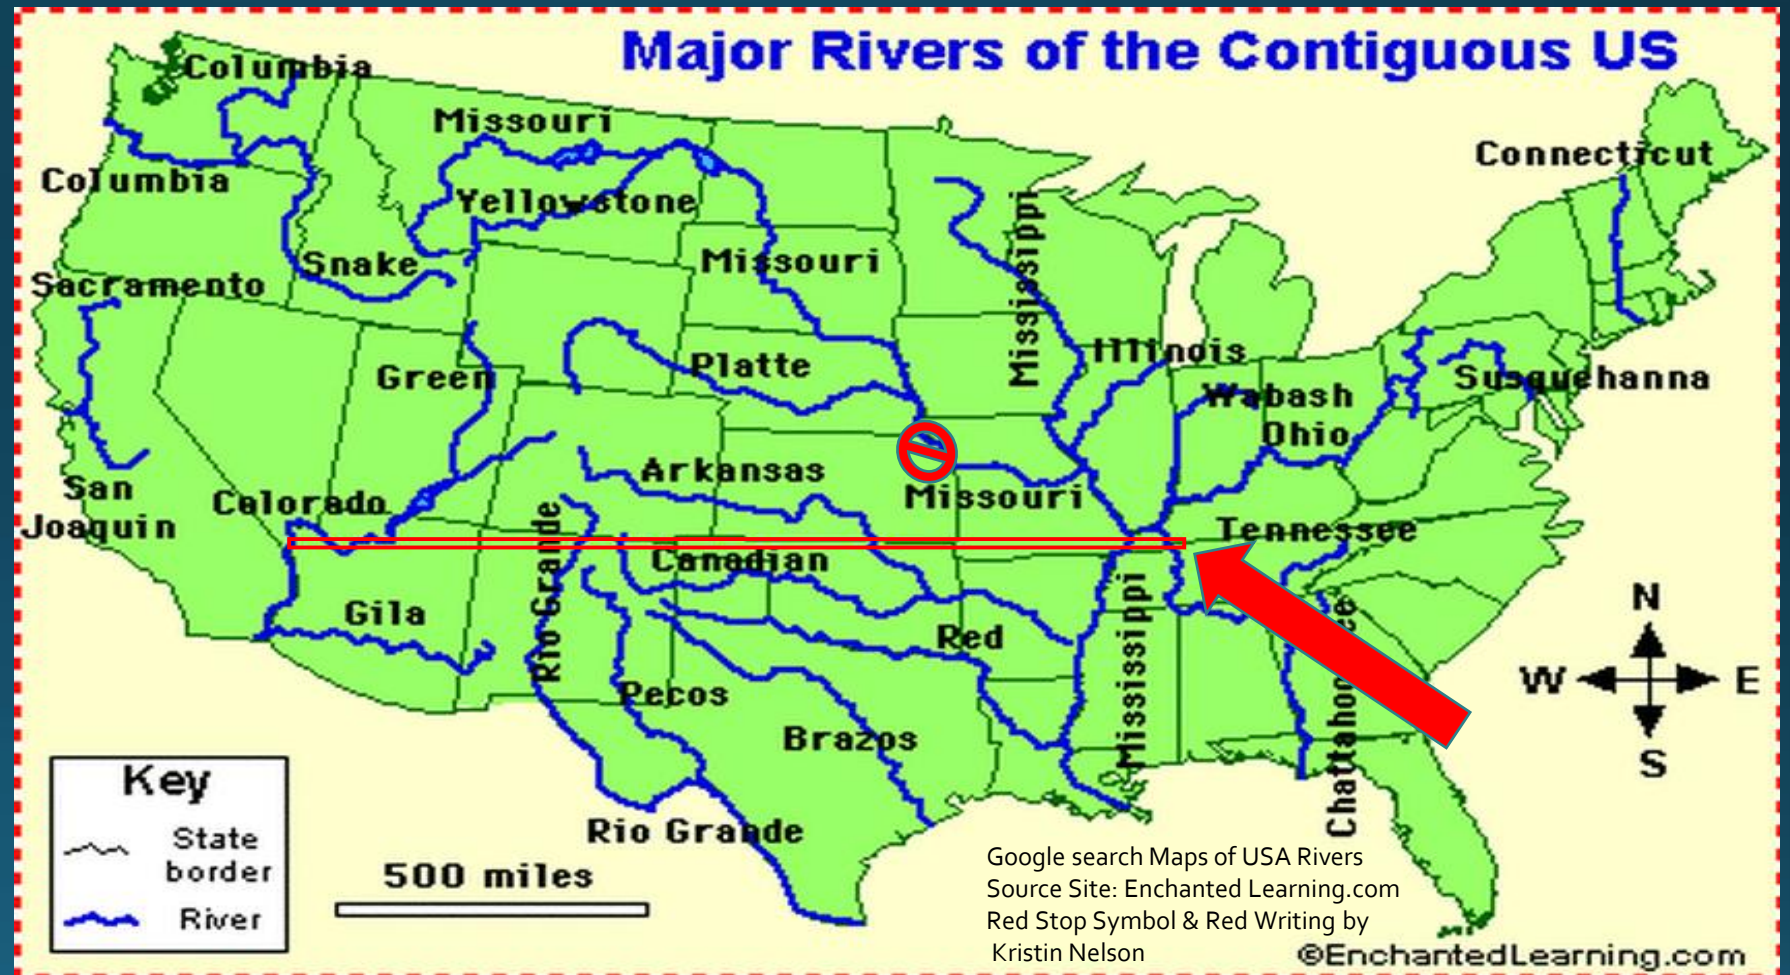 Major Rivers of the Contiguous US
Columbia
Missouri
Connecticut
Columbia
Yellowstone
Mississippi
Snake
Missouri
Sacramento
Illinois
Green
Platte
Susquehanna
Wabash
Ohio
Arkansas
San
Joaquin
Colorado
Missouri
Rio Grande
Tennessee
Canadian
Gila
Mississippi
Red
Pecos
Brazos
Chattahoo ee
N
W E
S
Key
State
border
River
500 miles
Rio Grande
Google search Maps of USA Rivers
Source Site: Enchanted Learning.com
Red Stop Symbol & Red Writing by
Kristin Nelson
©EnchantedLearning.com